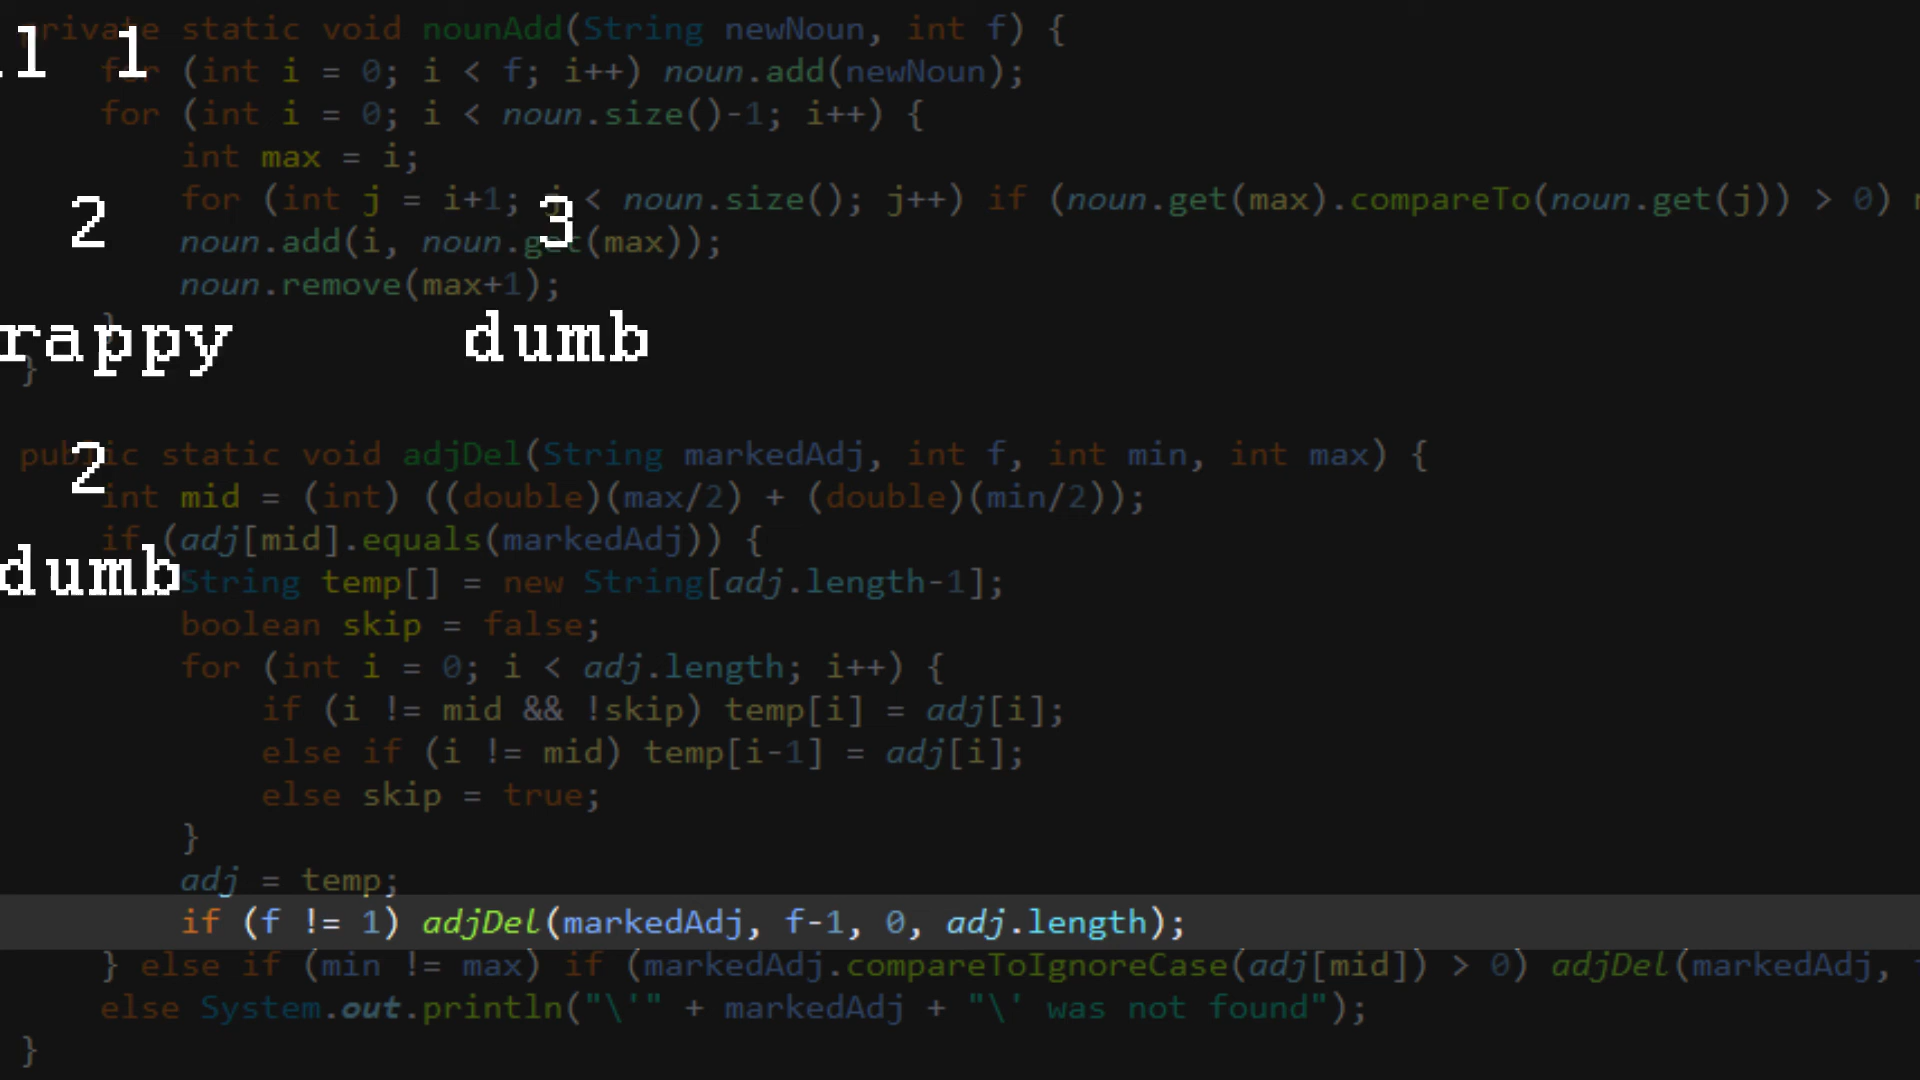 private static void nounAdd(String newNoun, int f) {
ll 1
for (int i = 0; i < f; i++) noun.add(newNoun);
for (int i = 0; i < noun.size()-1; i++) {
int max = i;
for (int j = i+1; j < noun.size(); j++) if (noun.get(max).compareTo(noun.get(j)) > 0)
2 3
noun.add(i, noun.get(max));
noun.remove(max+1);
}
rappy dumb
}
public static void adjDel(String markedAdj, int f, int min, int max) {
2
int mid = (int) ((double)(max/2) + (double)(min/2));
if (adj[mid].equals(markedAdj)) {
dumb
String temp[] = new String[adj.length-1];
boolean skip = false;
for (int i = 0; i < adj.length; i++) {
if (i != mid && !skip) temp[i] = adj[i];
else if (i != mid) temp[i-1] = adj[i];
else skip = true;
}
adj = temp;
if (f != 1) adjDel(markedAdj, f-1, 0, adj.length);
} else if (min != max) if (markedAdj.compareToIgnoreCase(adj[mid]) > 0) adjDel(markedAdj,
else System.out.println("\'" + markedAdj + "\' was not found");
}